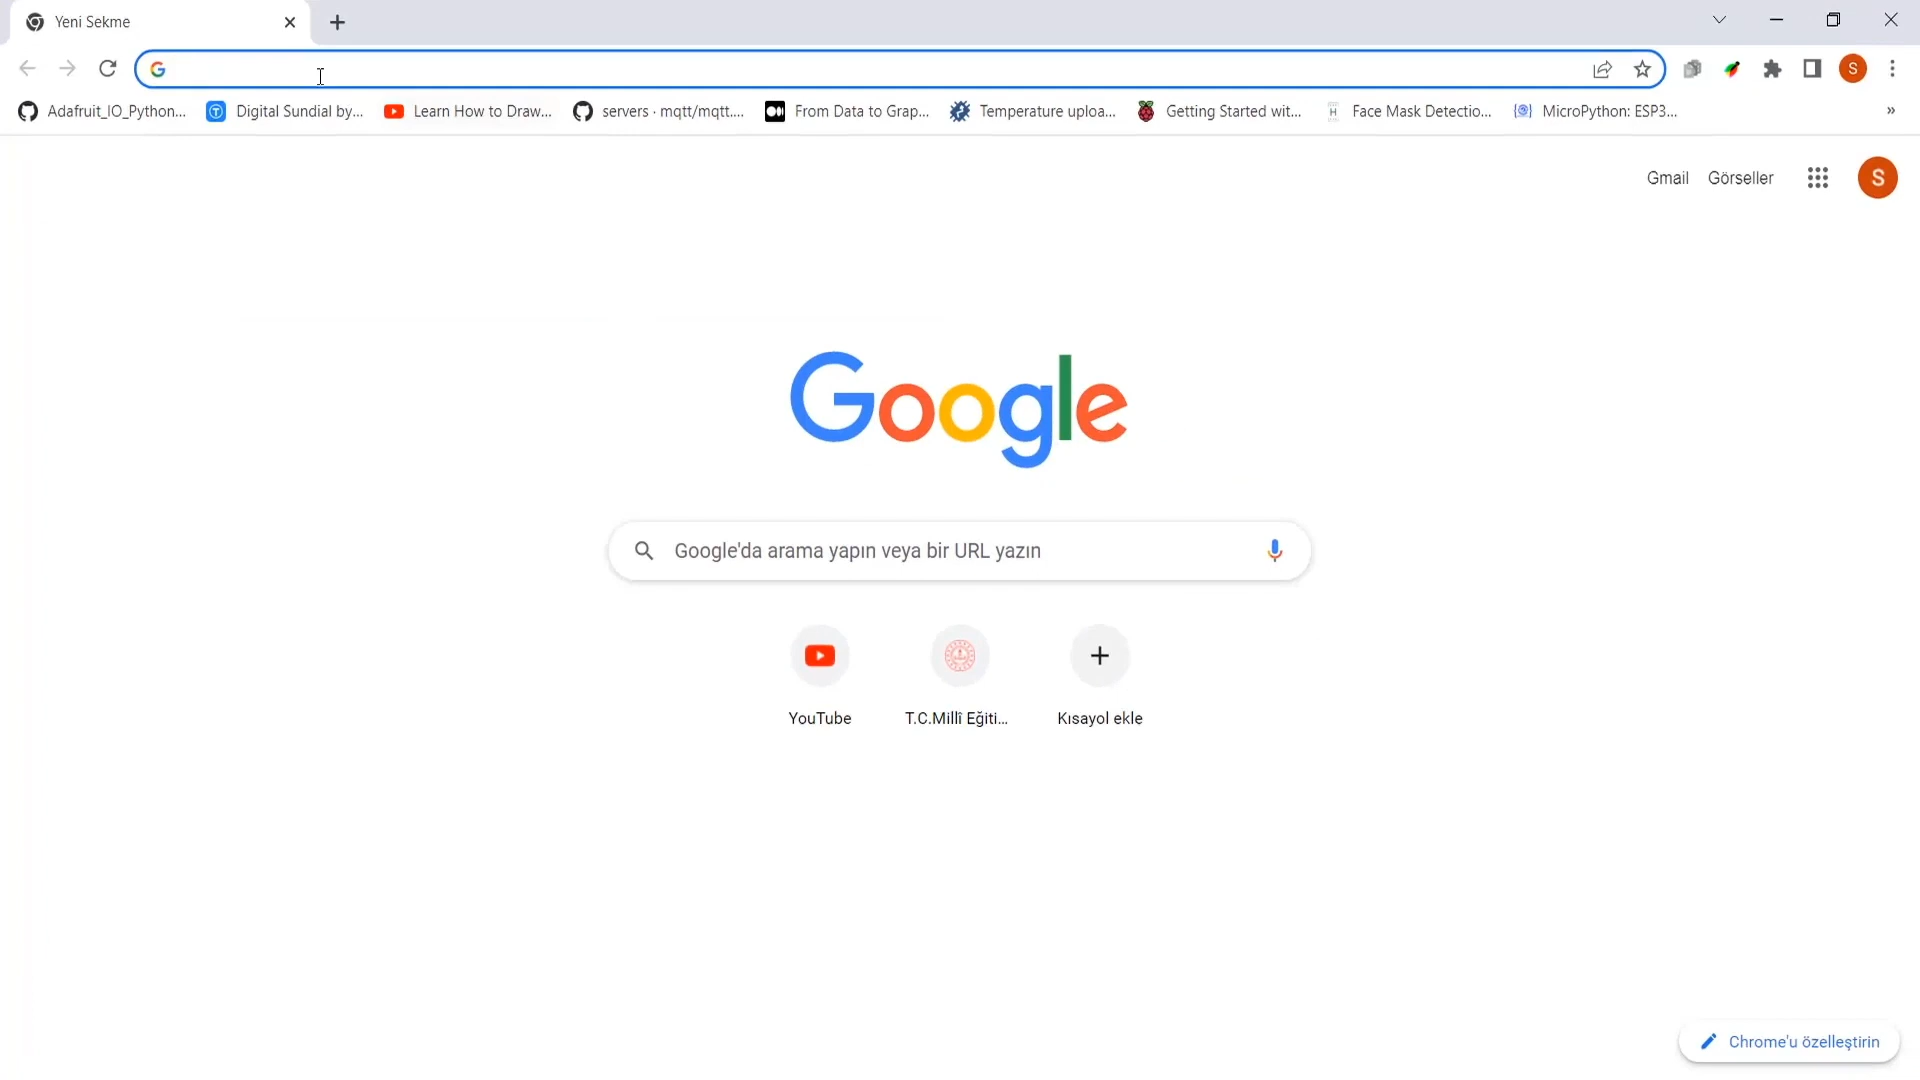 Yeni Sekme
Adafruit_IO_Python... Digital Sundial by... Learn How to Draw... servers · mqtt/mqtt.... From Data to Grap... Temperature uploa... Getting Started wit... Face Mask Detectio... MicroPython: ESP3... »
S
Gmail Görseller S
Google
Google'da arama yapın veya bir URL yazın
YouTube T.C.Millî Eğiti... Kısayol ekle
Chrome'u özelleştirin